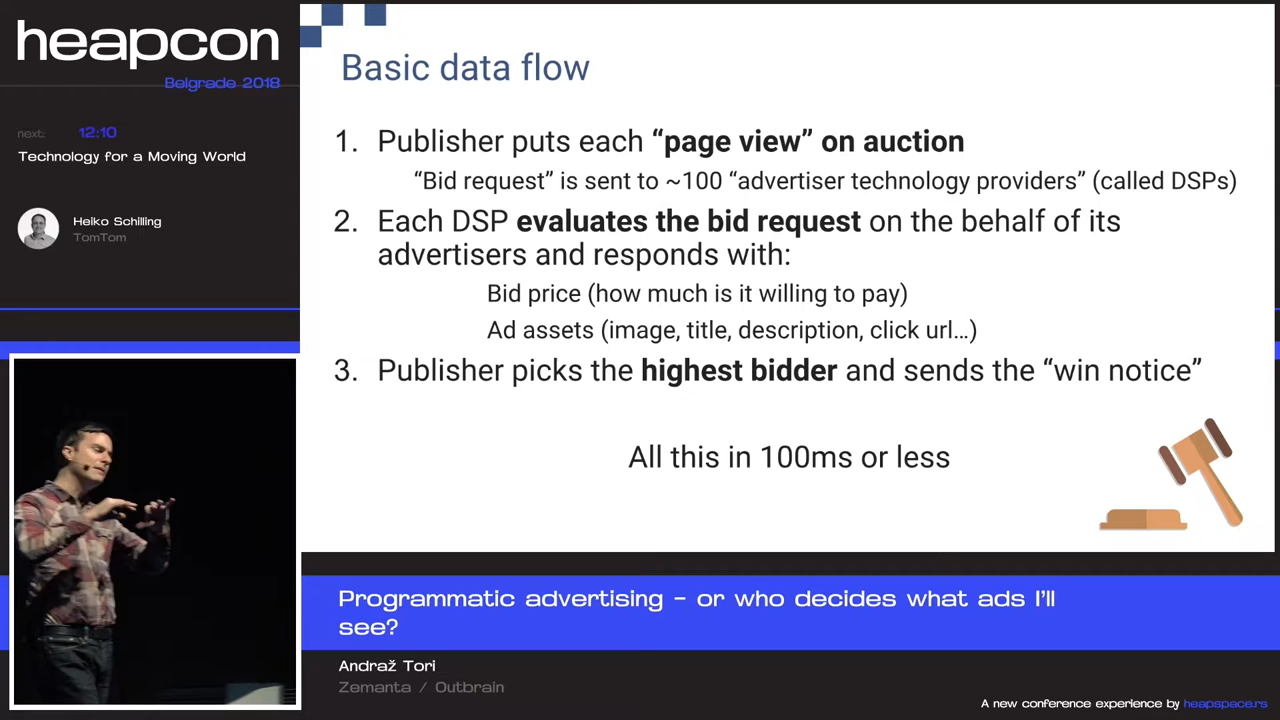 heapcon
Belgrade 2018
next: 12:10
Technology for a Moving World
Heiko Schilling
TomTom
Basic data flow
1. Publisher puts each “page view” on auction
“Bid request” is sent to ~100 “advertiser technology providers” (called DSPs)
2. Each DSP evaluates the bid request on the behalf of its
advertisers and responds with:
Bid price (how much is it willing to pay)
Ad assets (image, title, description, click url…)
3. Publisher picks the highest bidder and sends the “win notice”
All this in 100ms or less
Programmatic advertising - or who decides what ads I’ll
see?
Andraž Tori
Zemanta / Outbrain
A new conference experience by heapspace.rs